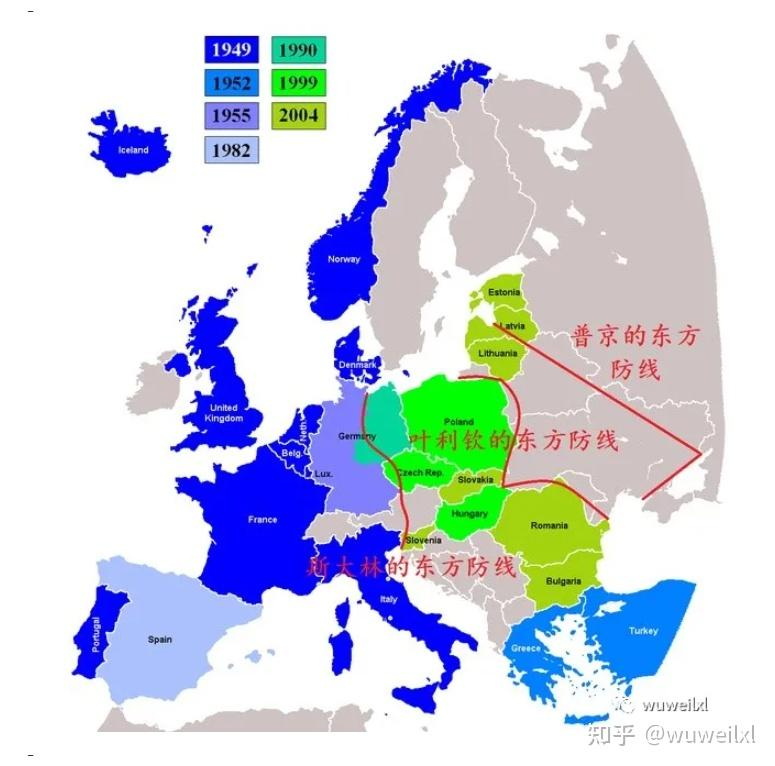 1949 1990
1952 1999
1955 2004
1982
Iceland
Norway
Estonia
Latvia
Lithuania
普京的东方
防线
Denmark
United
Kingdom
Neth.
Belg.
Lux.
Germany
Poland
叶利钦的东方防线
Czech Rep.
Slovakia
France
Hungary
Romania
Slovenia
斯大林的东方防线
Bulgaria
Italy
Portugal
Spain
Greece
Turkey
wuweilxl
知乎 @wuweilxl